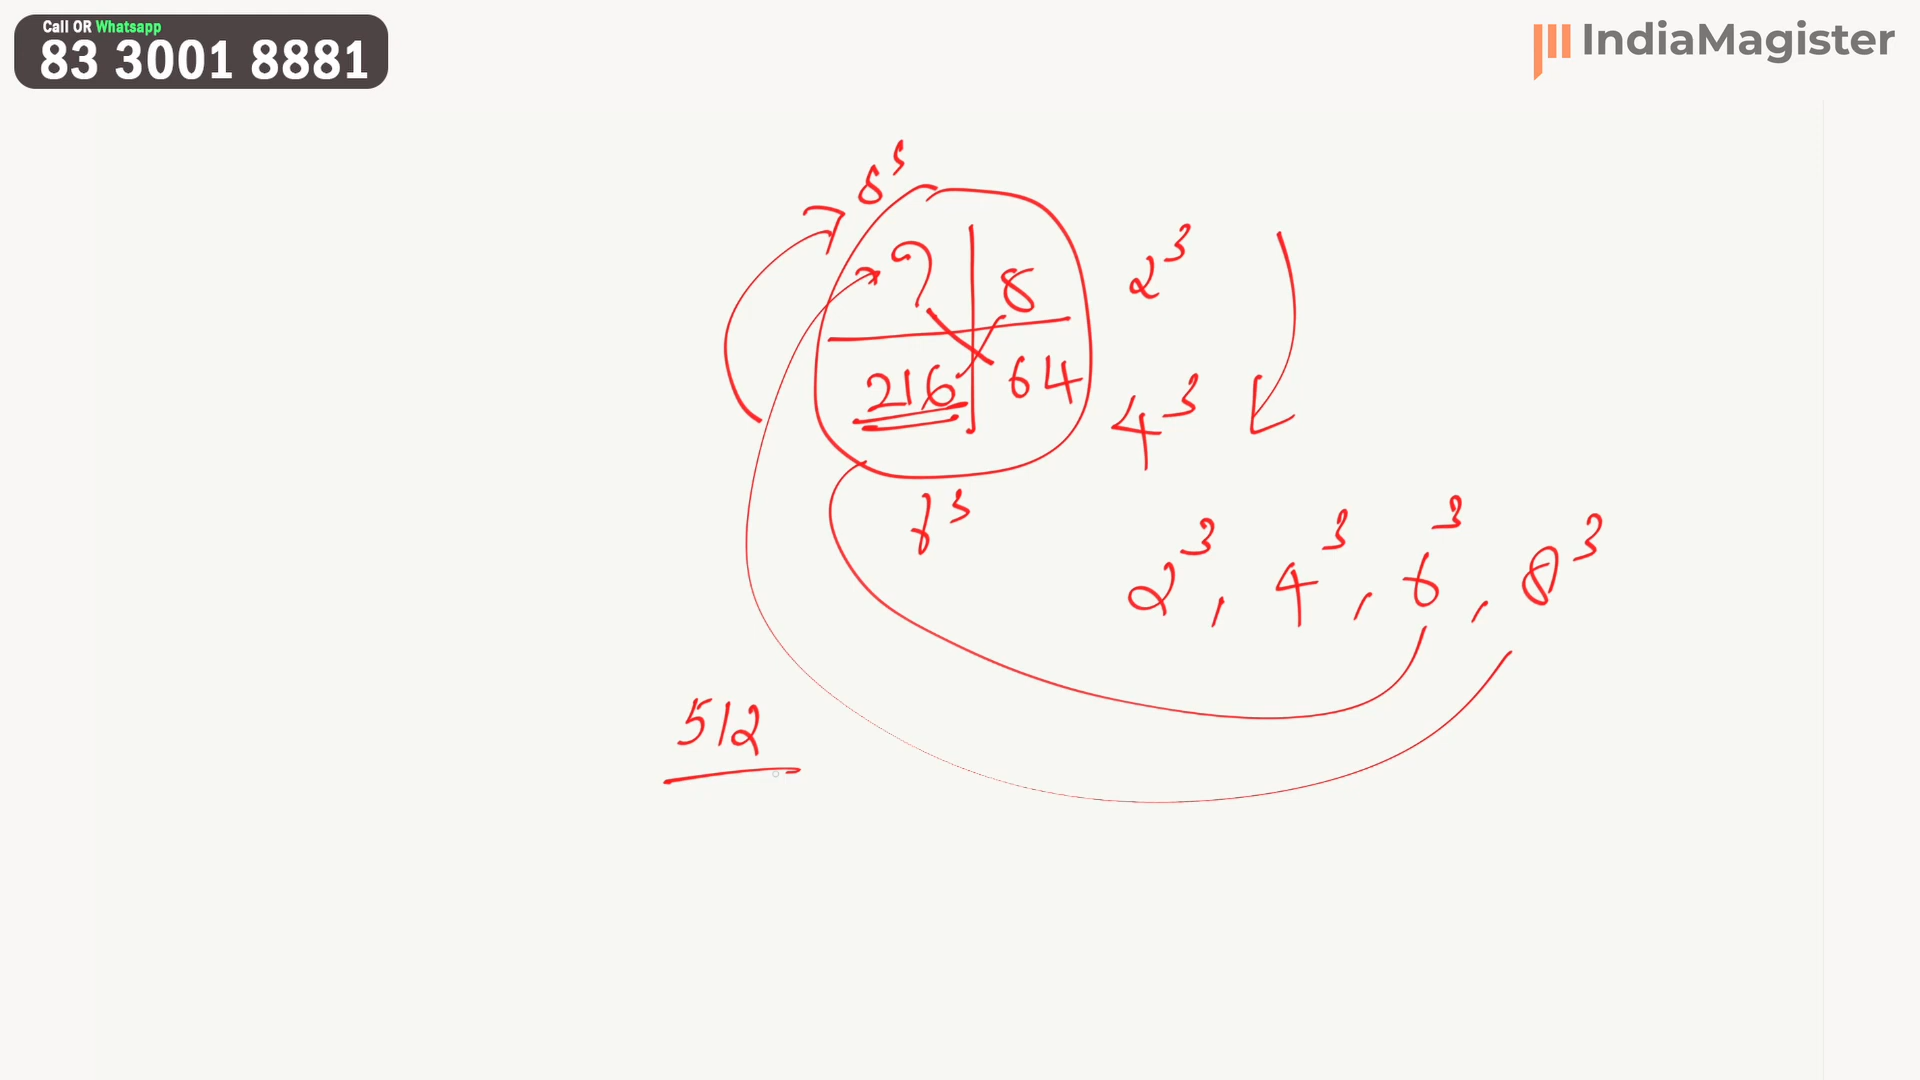 Call OR Whatsapp
83 3001 8881
IndiaMagister
8³
? 8 2³
216 64 4³
6³
2³, 4³, 6³, 8³
512